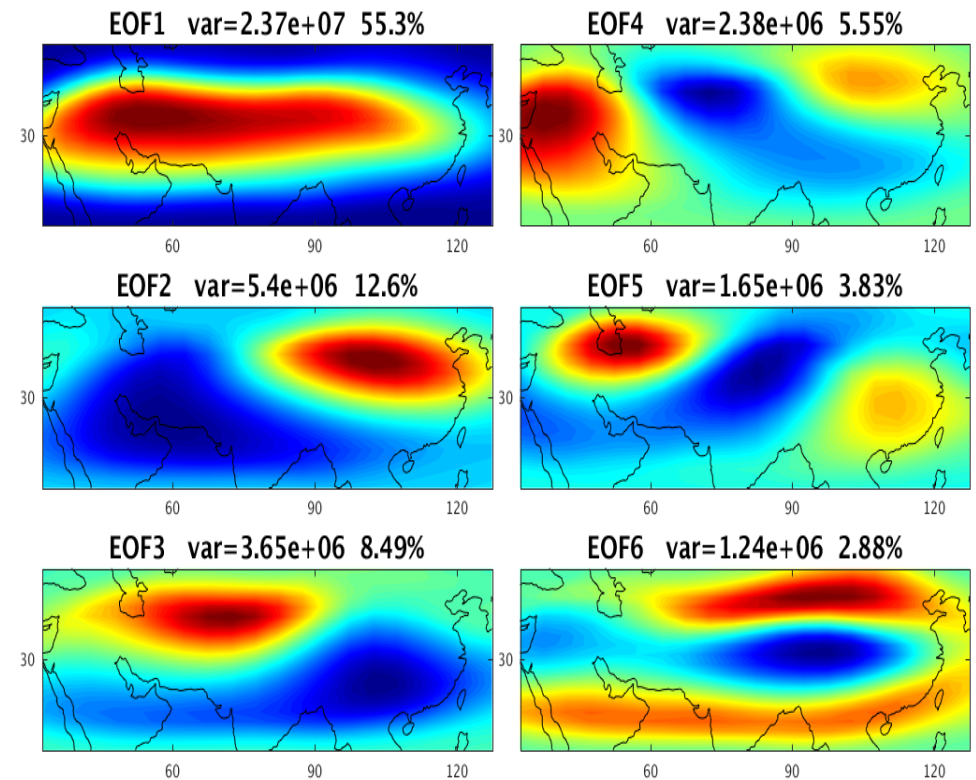 EOF1 var=2.37e+07 55.3%
30
60 90 120
EOF2 var=5.4e+06 12.6%
30
60 90 120
EOF3 var=3.65e+06 8.49%
30
60 90 120
EOF4 var=2.38e+06 5.55%
30
60 90 120
EOF5 var=1.65e+06 3.83%
30
60 90 120
EOF6 var=1.24e+06 2.88%
30
60 90 120